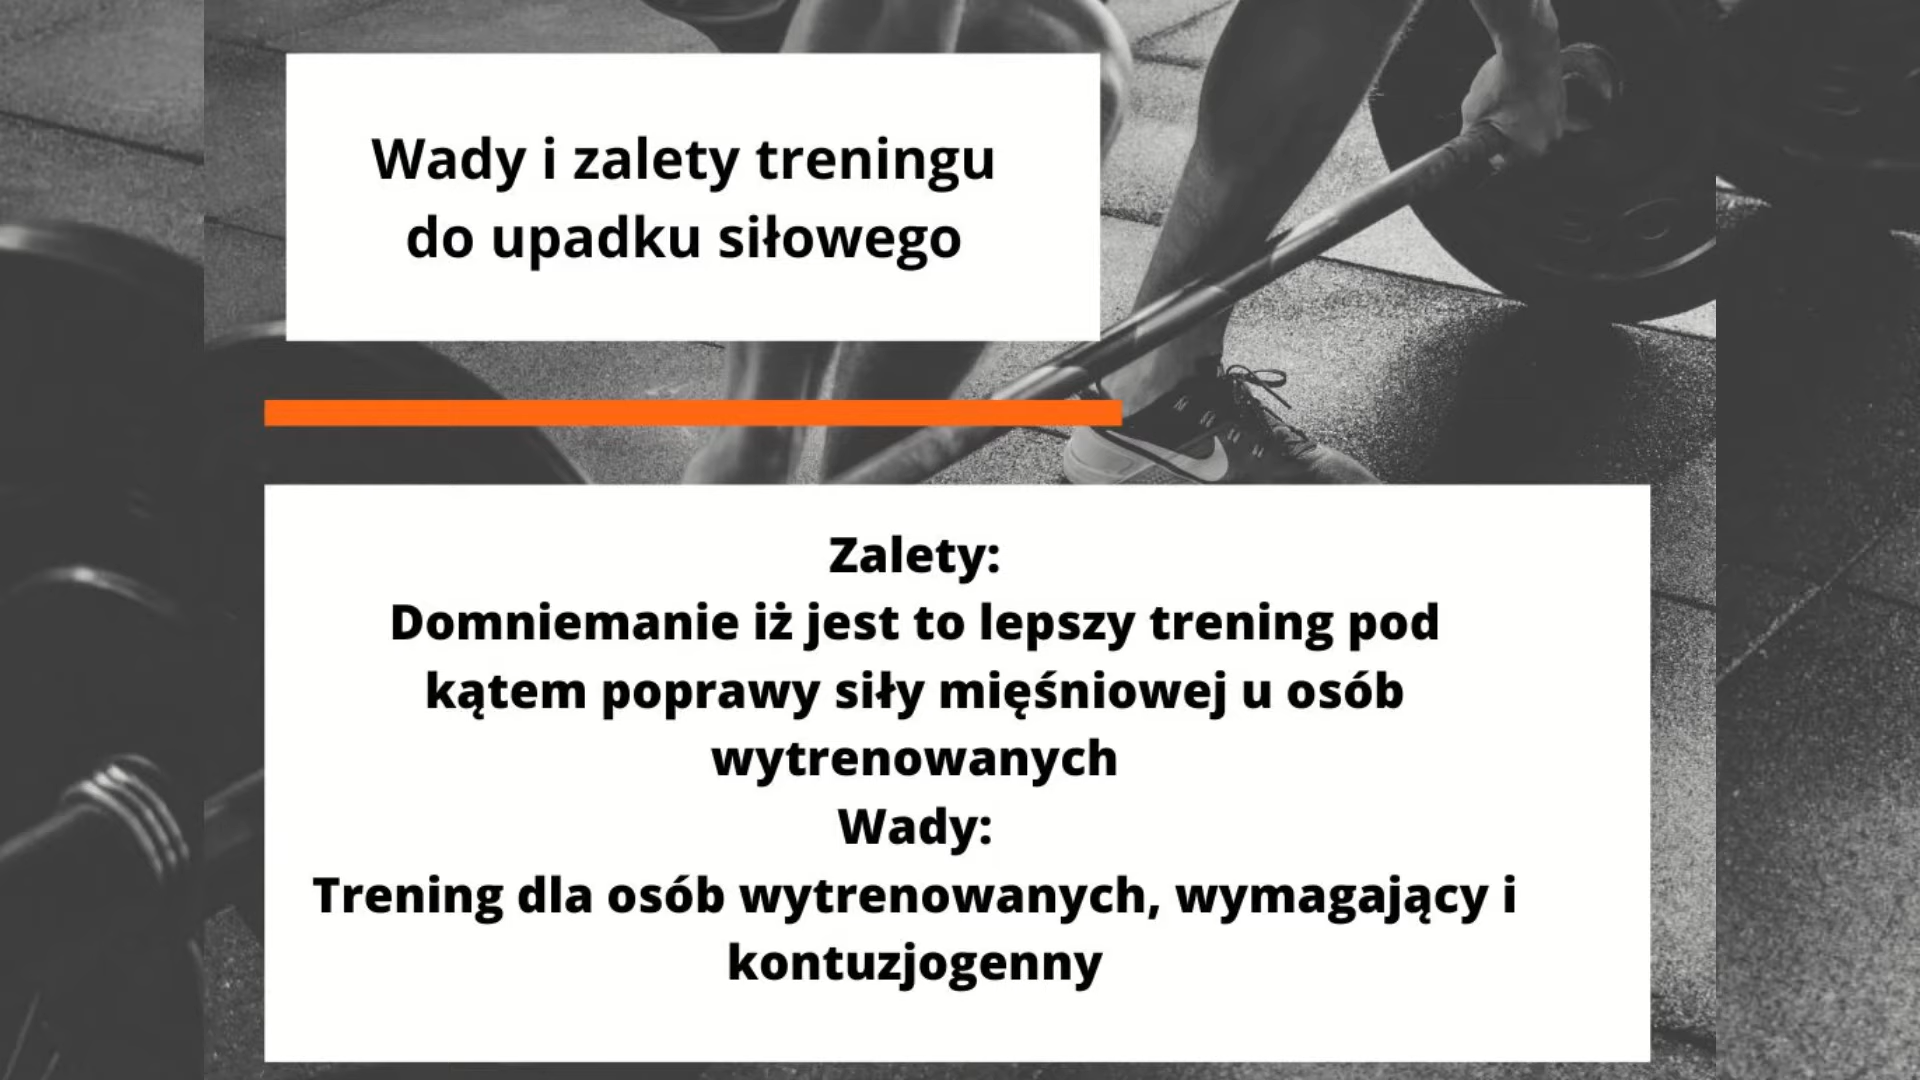 Wady i zalety treningu
do upadku siłowego
Zalety:
Domniemanie iż jest to lepszy trening pod
kątem poprawy siły mięśniowej u osób
wytrenowanych
Wady:
Trening dla osób wytrenowanych, wymagający i
kontuzjogenny